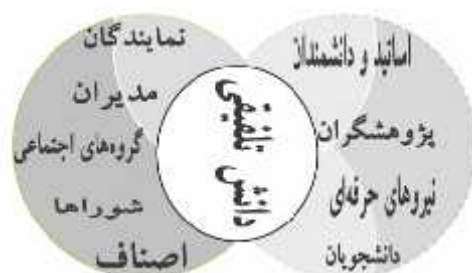 اساتید و دانشمندان
پژوهشگران
نیروهای حرفه‌ای
دانشجویان
دانش تلفیقی
نمایندگان
مدیران
گروه‌های اجتماعی
شوراها
اصناف